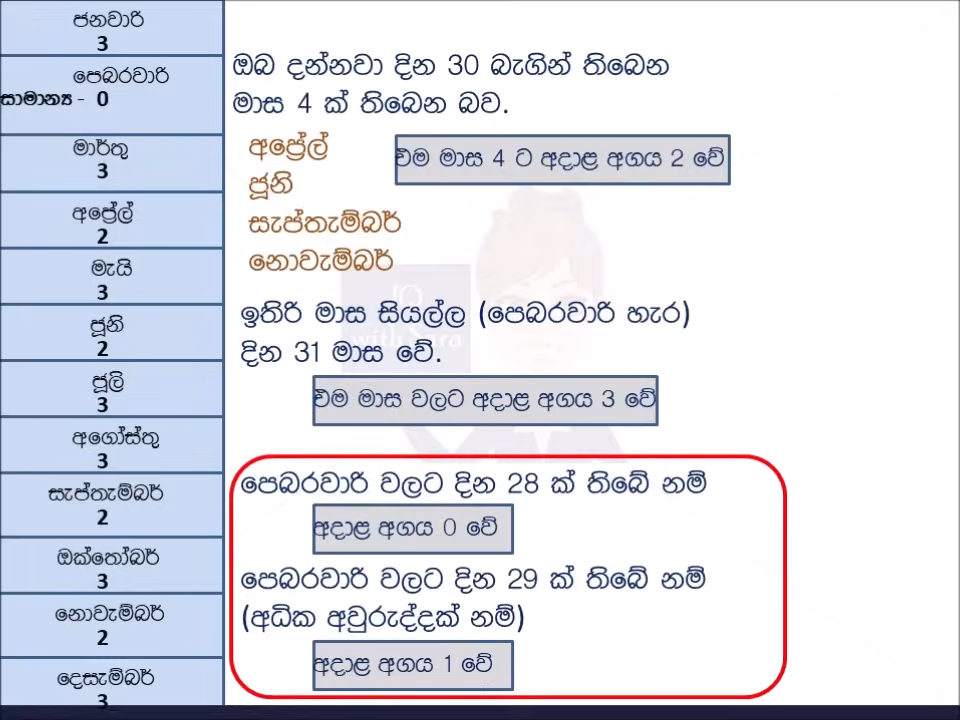 ජනවාරි
3
පෙබරවාරි
සාමාන්‍ය - 0
මාර්තු
3
අප්‍රේල්
2
මැයි
3
ජූනි
2
ජූලි
3
අගෝස්තු
3
සැප්තැම්බර්
2
ඔක්තෝබර්
3
නොවැම්බර්
2
දෙසැම්බර්
3
ඔබ දන්නවා දින 30 බැගින් තිබෙන
මාස 4 ක් තිබෙන බව.
අප්‍රේල්
ජූනි
සැප්තැම්බර්
නොවැම්බර්
එම මාස 4 ට අදාළ අගය 2 වේ
ඉතිරි මාස සියල්ල (පෙබරවාරි හැර)
දින 31 මාස වේ.
IQ
with Sara
එම මාස වලට අදාළ අගය 3 වේ
පෙබරවාරි වලට දින 28 ක් තිබේ නම්
අදාළ අගය 0 වේ
පෙබරවාරි වලට දින 29 ක් තිබේ නම්
(අධික අවුරුද්දක් නම්)
අදාළ අගය 1 වේ